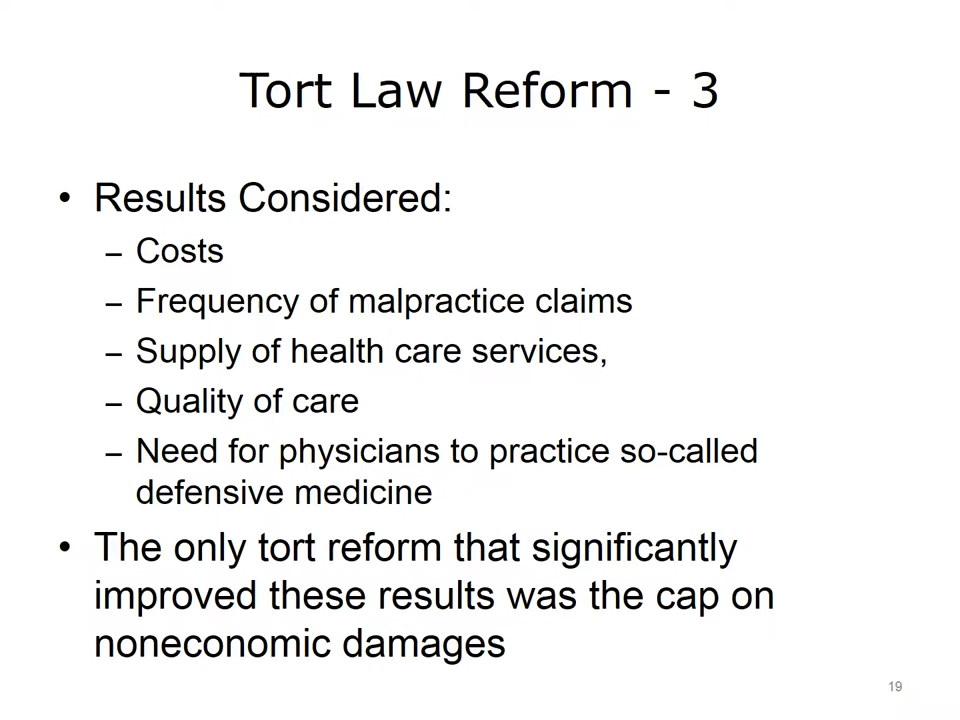 Tort Law Reform - 3
• Results Considered:
– Costs
– Frequency of malpractice claims
– Supply of health care services,
– Quality of care
– Need for physicians to practice so-called
defensive medicine
• The only tort reform that significantly
improved these results was the cap on
noneconomic damages
19